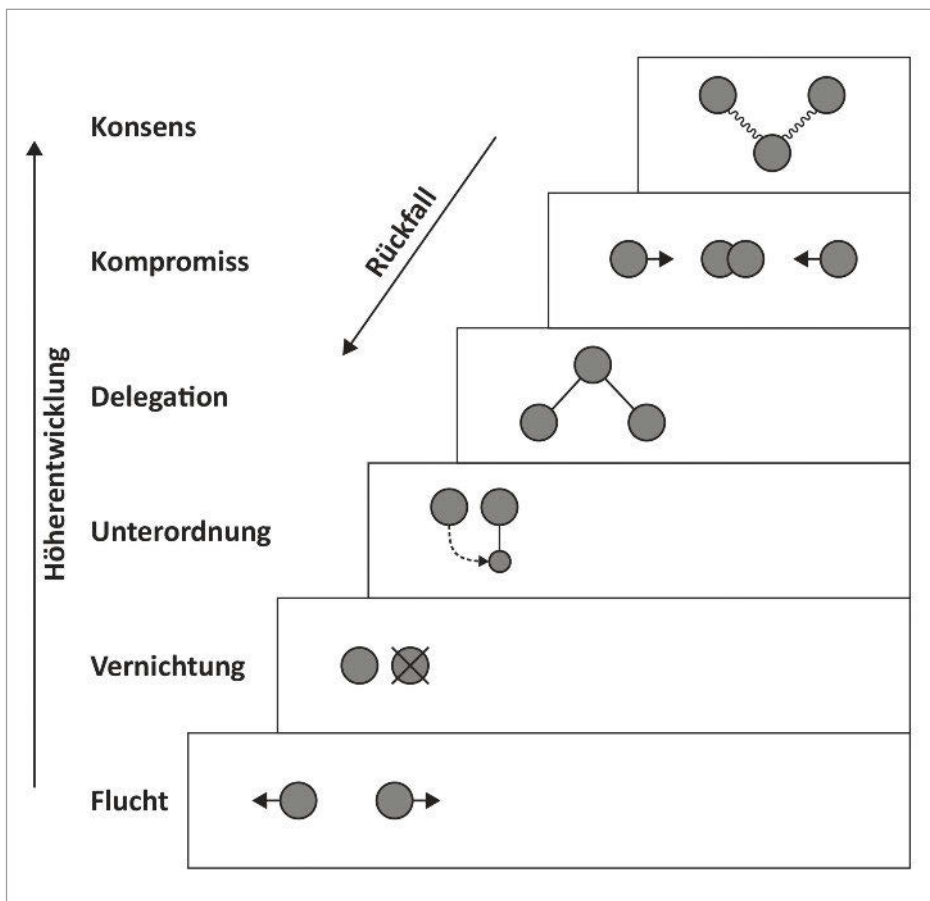 Konsens
Rückfall
Kompromiss
Höherentwicklung
Delegation
Unterordnung
Vernichtung
Flucht